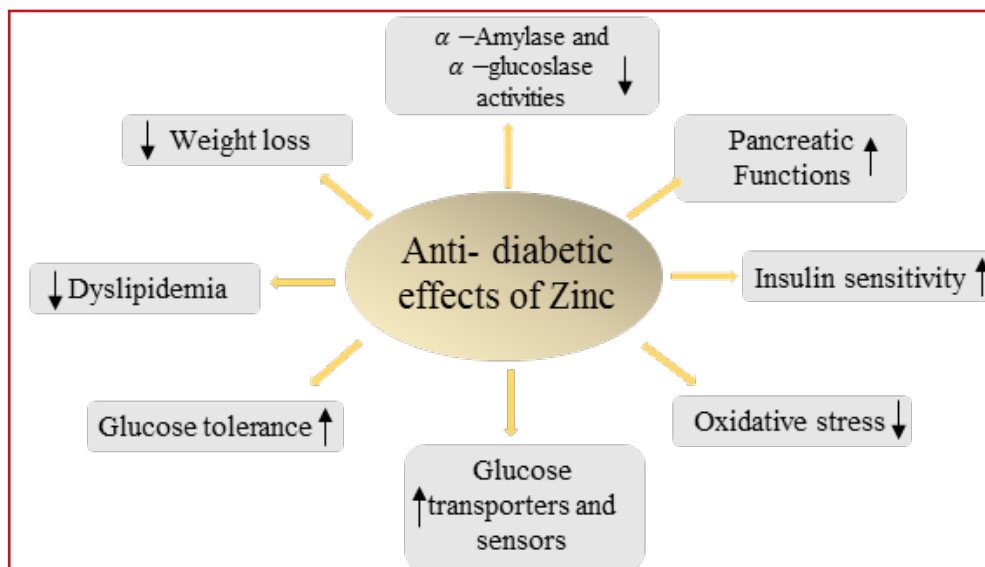 α –Amylase and
α –glucoslase
activities
↓ Weight loss
Pancreatic
Functions ↑
Anti- diabetic
effects of Zinc
↓ Dyslipidemia
Insulin sensitivity ↑
Glucose tolerance ↑
Oxidative stress ↓
Glucose
transporters and
sensors